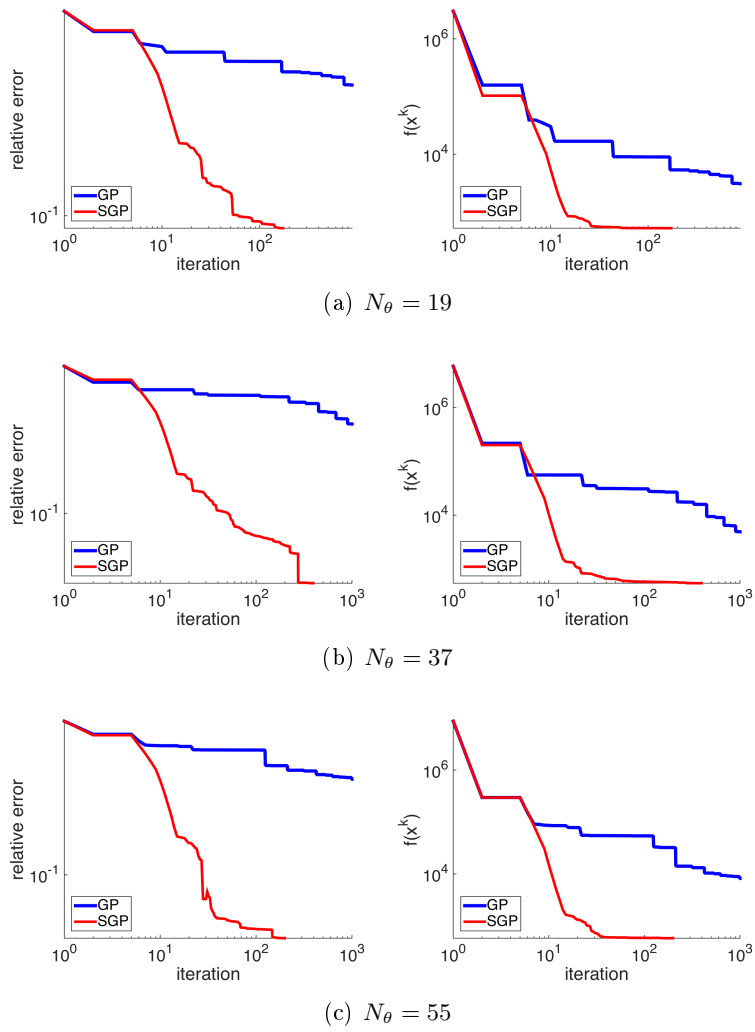 relative error
10^-1
GP
SGP
10^0
10^1
10^2
iteration
f(x^k)
10^6
10^4
GP
SGP
10^0
10^2
iteration
(a) N_θ = 19
relative error
10^-1
GP
SGP
10^0
10^1
10^2
10^3
iteration
f(x^k)
10^6
10^4
GP
SGP
10^0
10^1
10^2
10^3
iteration
(b) N_θ = 37
relative error
10^-1
GP
SGP
10^0
10^1
10^2
10^3
iteration
f(x^k)
10^6
10^4
GP
SGP
10^0
10^1
10^2
10^3
iteration
(c) N_θ = 55